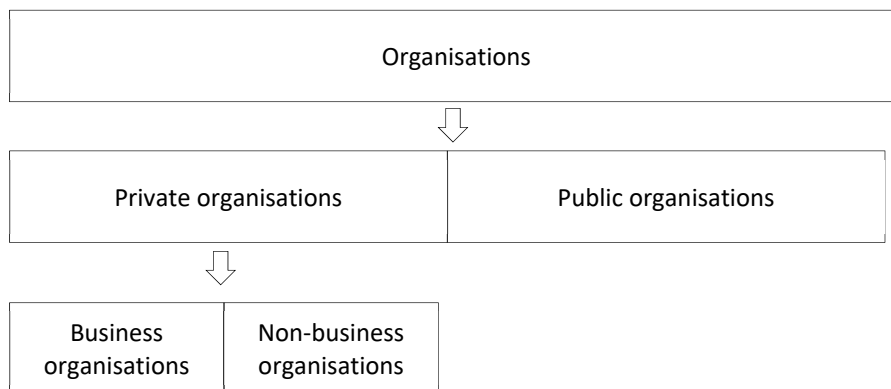 Organisations
Private organisations
Public organisations
Business
organisations
Non-business
organisations